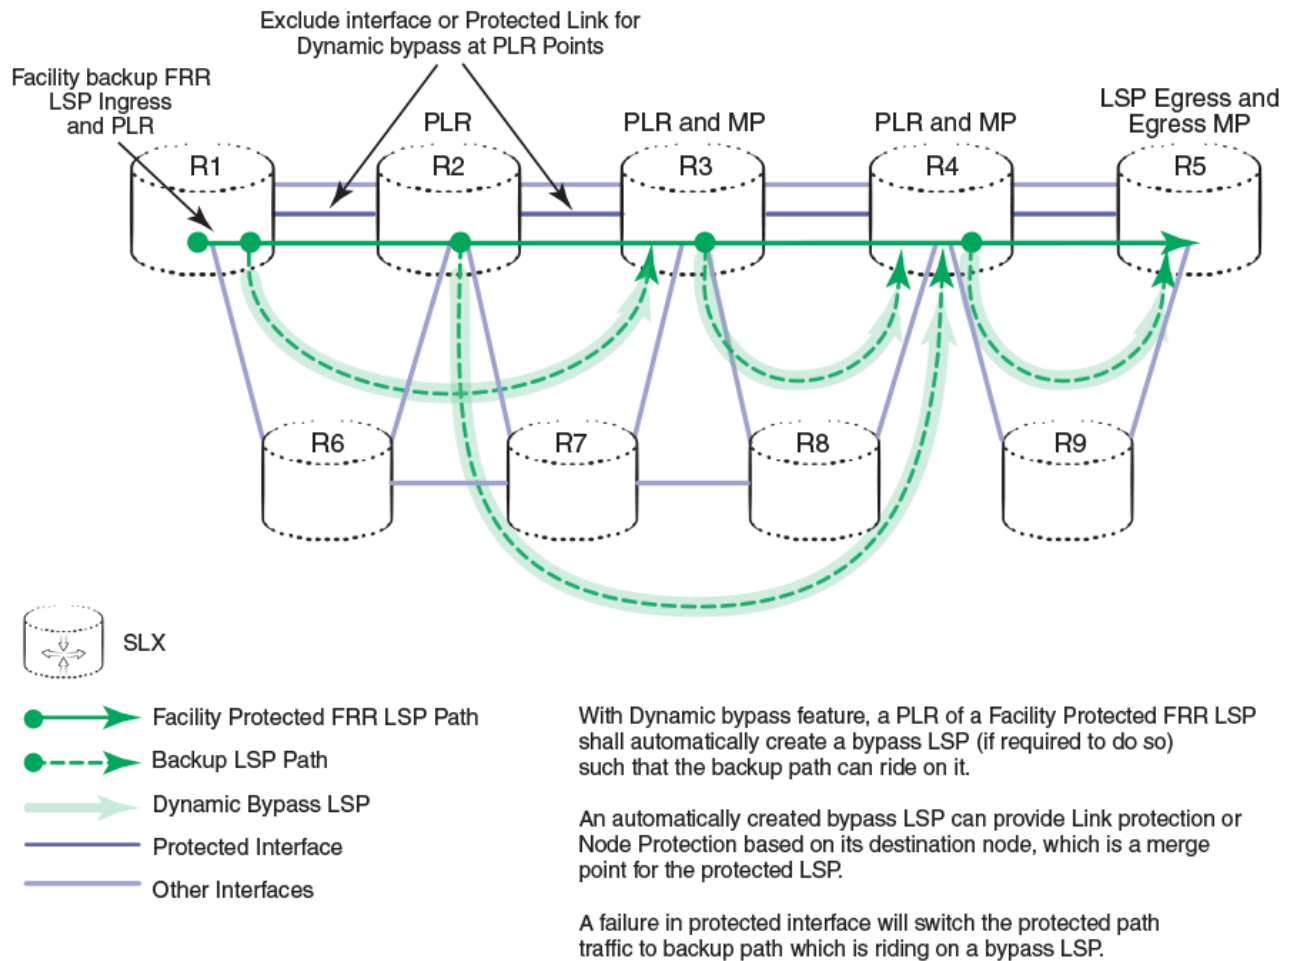 Exclude interface or Protected Link for
Dynamic bypass at PLR Points
Facility backup FRR
LSP Ingress
and PLR
PLR
PLR and MP
PLR and MP
LSP Egress and
Egress MP
R1
R2
R3
R4
R5
R6
R7
R8
R9
SLX
Facility Protected FRR LSP Path
Backup LSP Path
Dynamic Bypass LSP
Protected Interface
Other Interfaces
With Dynamic bypass feature, a PLR of a Facility Protected FRR LSP
shall automatically create a bypass LSP (if required to do so)
such that the backup path can ride on it.
An automatically created bypass LSP can provide Link protection or
Node Protection based on its destination node, which is a merge
point for the protected LSP.
A failure in protected interface will switch the protected path
traffic to backup path which is riding on a bypass LSP.